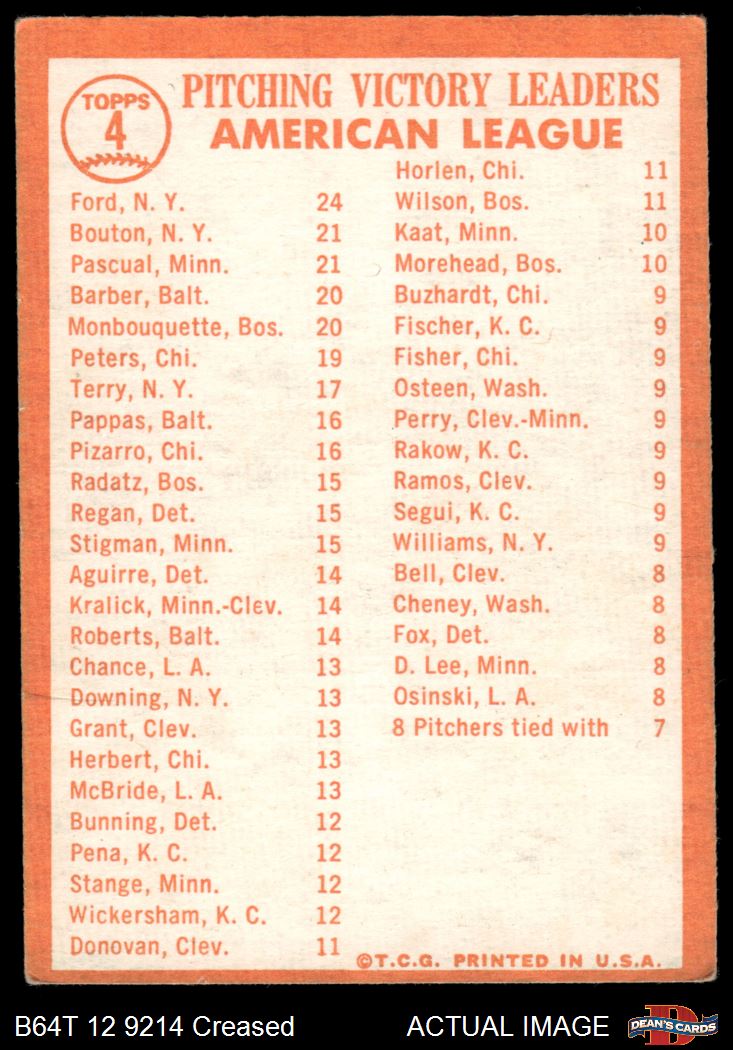 TOPPS
4
PITCHING VICTORY LEADERS
AMERICAN LEAGUE
Ford, N. Y. 24
Bouton, N. Y. 21
Pascual, Minn. 21
Barber, Balt. 20
Monbouquette, Bos. 20
Peters, Chi. 19
Terry, N. Y. 17
Pappas, Balt. 16
Pizarro, Chi. 16
Radatz, Bos. 15
Regan, Det. 15
Stigman, Minn. 15
Aguirre, Det. 14
Kralick, Minn.-Clev. 14
Roberts, Balt. 14
Chance, L. A. 13
Downing, N. Y. 13
Grant, Clev. 13
Herbert, Chi. 13
McBride, L. A. 13
Bunning, Det. 12
Pena, K. C. 12
Stange, Minn. 12
Wickersham, K. C. 12
Donovan, Clev. 11
Horlen, Chi. 11
Wilson, Bos. 11
Kaat, Minn. 10
Morehead, Bos. 10
Buzhardt, Chi. 9
Fischer, K. C. 9
Fisher, Chi. 9
Osteen, Wash. 9
Perry, Clev.-Minn. 9
Rakow, K. C. 9
Ramos, Clev. 9
Segui, K. C. 9
Williams, N. Y. 9
Bell, Clev. 8
Cheney, Wash. 8
Fox, Det. 8
D. Lee, Minn. 8
Osinski, L. A. 8
8 Pitchers tied with 7
©T.C.G. PRINTED IN U.S.A.
B64T 12 9214 Creased
ACTUAL IMAGE
D
DEAN'S CARDS